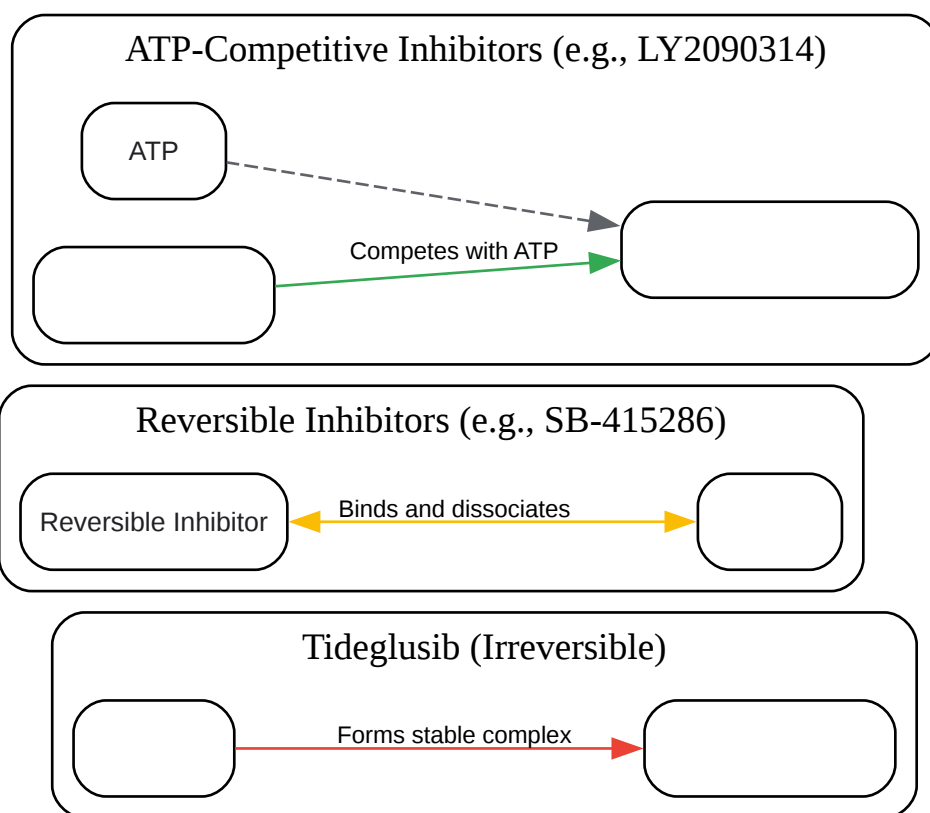 ATP-Competitive Inhibitors (e.g., LY2090314)
ATP
Competes with ATP
Reversible Inhibitors (e.g., SB-415286)
Reversible Inhibitor
Binds and dissociates
Tideglusib (Irreversible)
Forms stable complex